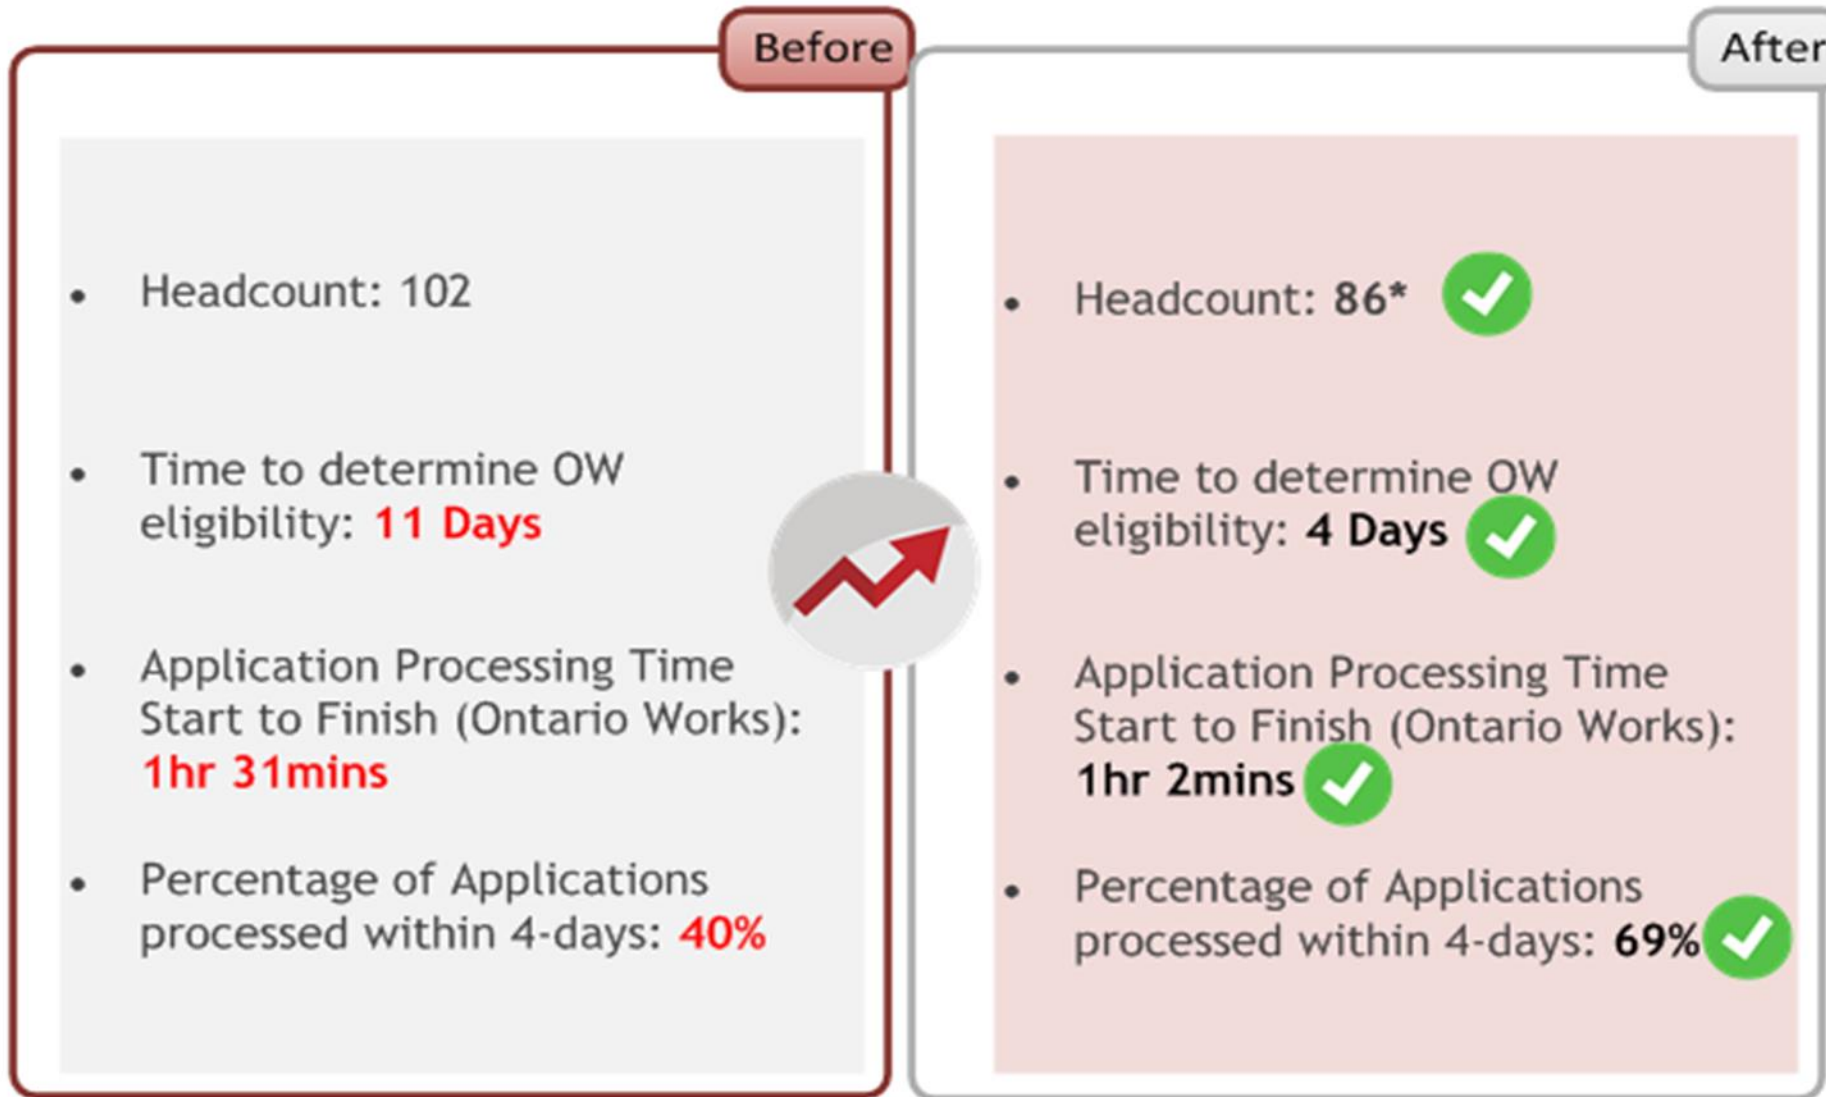 Before
• Headcount: 102
• Time to determine OW
eligibility: 11 Days
• Application Processing Time
Start to Finish (Ontario Works):
1hr 31mins
• Percentage of Applications
processed within 4-days: 40%
After
• Headcount: 86*
• Time to determine OW
eligibility: 4 Days
• Application Processing Time
Start to Finish (Ontario Works):
1hr 2mins
• Percentage of Applications
processed within 4-days: 69%